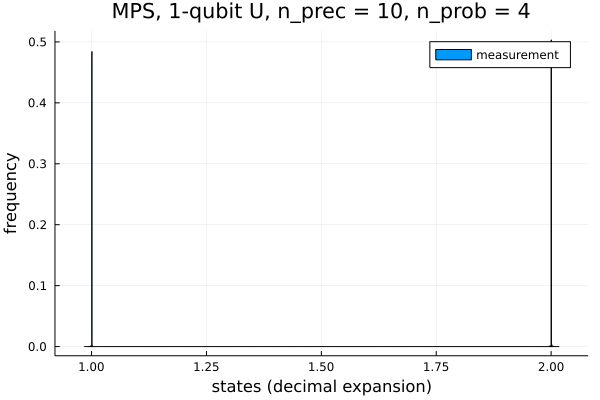 MPS, 1-qubit U, n_prec = 10, n_prob = 4
0.5
measurement
0.4
0.3
frequency
0.2
0.1
0.0
1.00 1.25 1.50 1.75 2.00
states (decimal expansion)